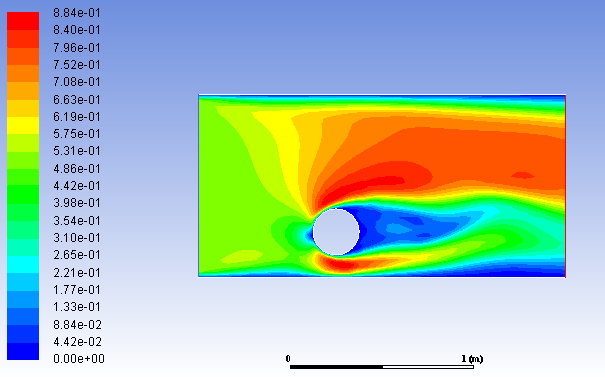 8.84e-01
8.40e-01
7.96e-01
7.52e-01
7.08e-01
6.63e-01
6.19e-01
5.75e-01
5.31e-01
4.86e-01
4.42e-01
3.98e-01
3.54e-01
3.10e-01
2.65e-01
2.21e-01
1.77e-01
1.33e-01
8.84e-02
4.42e-02
0.00e+00
0 1 (m)